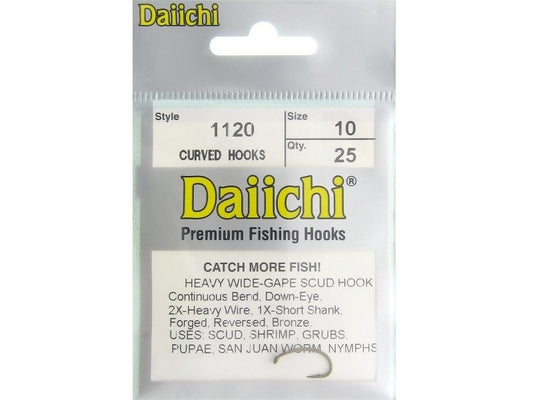 Daiichi
Style 1120 Size 10
CURVED HOOKS Qty. 25
Daiichi®
Premium Fishing Hooks
CATCH MORE FISH!
HEAVY WIDE-GAPE SCUD HOOK
Continuous Bend, Down-Eye,
2X-Heavy Wire, 1X-Short Shank,
Forged, Reversed, Bronze.
USES: SCUD, SHRIMP, GRUBS,
PUPAE, SAN JUAN WORM, NYMPHS